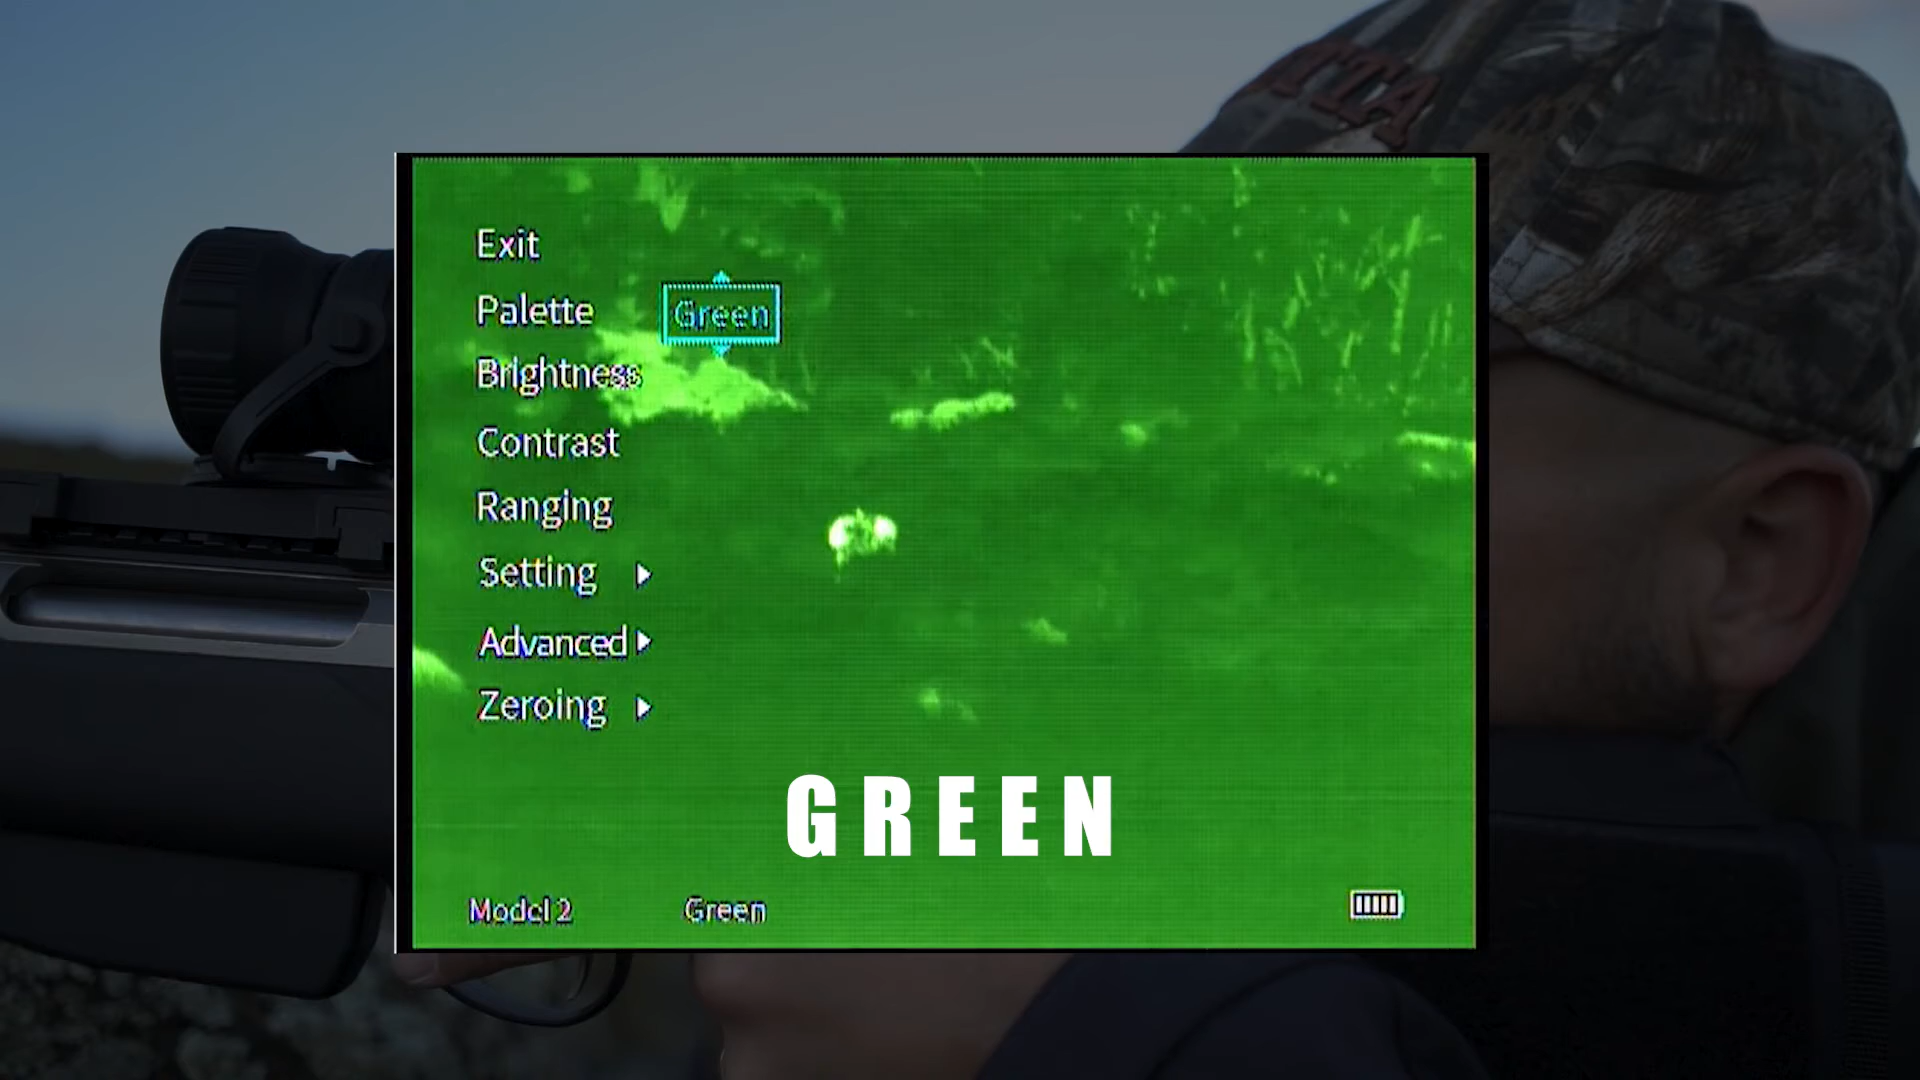 Exit
Palette Green
Brightness
Contrast
Ranging
Setting
Advanced
Zeroing
GREEN
Model 2 Green